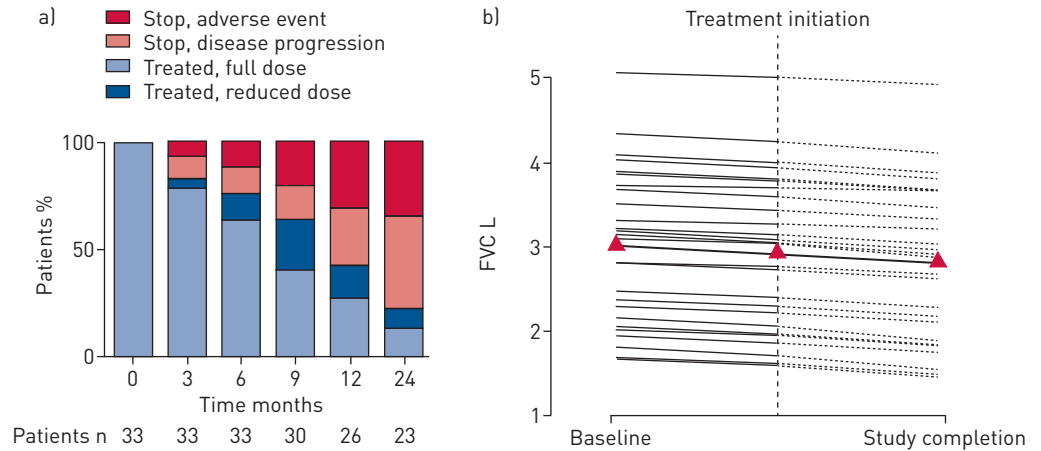 a)
Stop, adverse event
Stop, disease progression
Treated, full dose
Treated, reduced dose
100
50
0
Patients %
0 3 6 9 12 24
Time months
Patients n 33 33 33 30 26 23
b)
Treatment initiation
5
4
3
2
1
FVC L
Baseline
Study completion